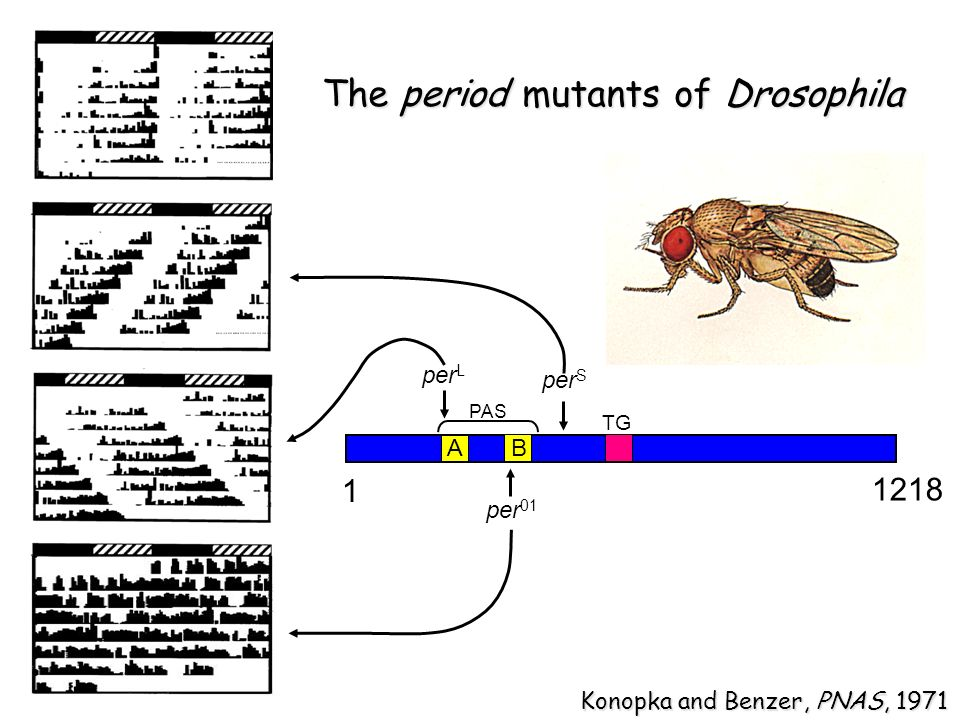 The period mutants of Drosophila
perL
perS
PAS
TG
A
B
1
1218
per01
Konopka and Benzer, PNAS, 1971